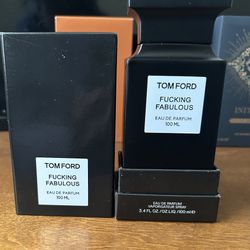 TOM FORD
FUCKING
FABULOUS
EAU DE PARFUM
100 ML
TOM FORD
FUCKING
FABULOUS
EAU DE PARFUM
100 ML
EAU DE PARFUM
VAPORISATEUR SPRAY
3.4 FL.OZ./OZ.LIQ./100 ml ℮